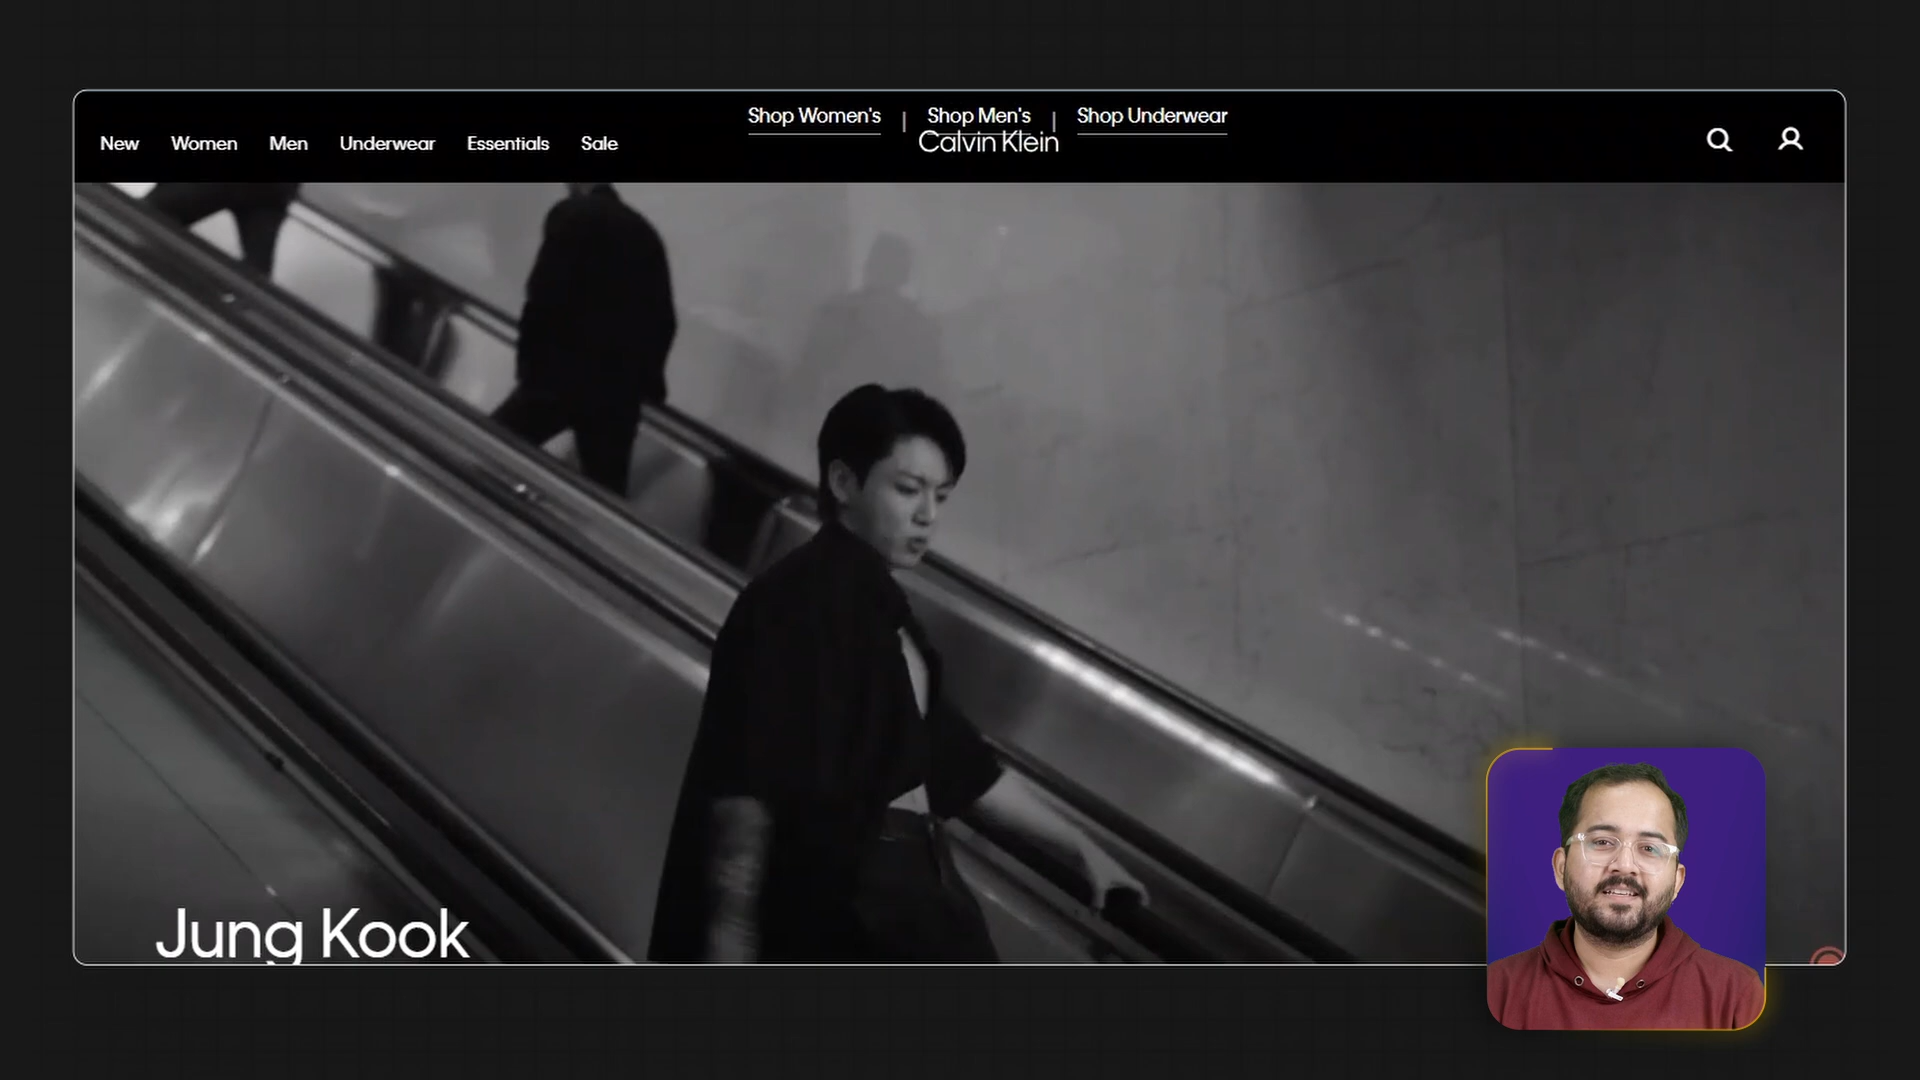 Shop Women's | Shop Men's | Shop Underwear
New Women Men Underwear Essentials Sale
Calvin Klein
Jung Kook